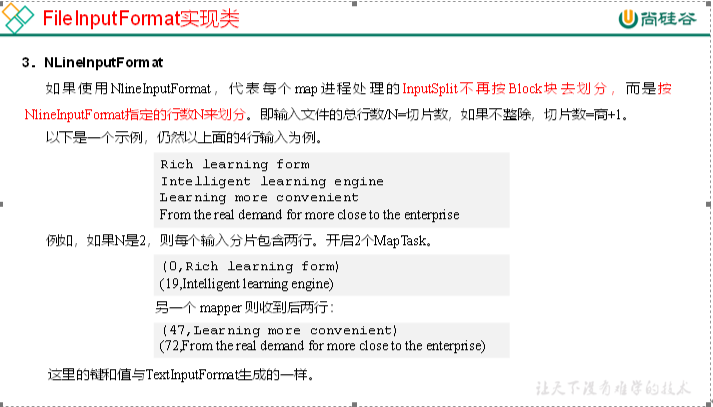 FileInputFormat实现类
尚硅谷
3．NLineInputFormat
如果使用NlineInputFormat，代表每个map进程处理的InputSplit不再按Block块去划分，而是按
NlineInputFormat指定的行数N来划分。即输入文件的总行数/N=切片数，如果不整除，切片数=商+1。
以下是一个示例，仍然以上面的4行输入为例。
Rich learning form
Intelligent learning engine
Learning more convenient
From the real demand for more close to the enterprise
例如，如果N是2，则每个输入分片包含两行。开启2个MapTask。
(0,Rich learning form)
(19,Intelligent learning engine)
另一个 mapper 则收到后两行：
(47,Learning more convenient)
(72,From the real demand for more close to the enterprise)
这里的键和值与TextInputFormat生成的一样。
让天下没有难学的技术